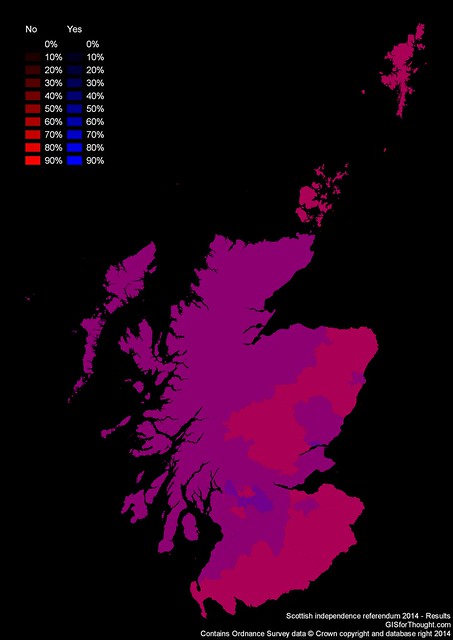 No Yes
0% 0%
10% 10%
20% 20%
30% 30%
40% 40%
50% 50%
60% 60%
70% 70%
80% 80%
90% 90%
Scottish independence referendum 2014 - Results
GISforThought.com
Contains Ordnance Survey data © Crown copyright and database right 2014